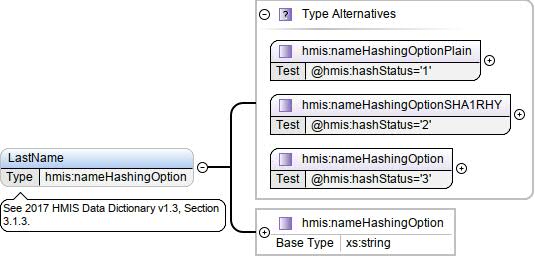 Type Alternatives
hmis:nameHashingOptionPlain
Test @hmis:hashStatus='1'
hmis:nameHashingOptionSHA1RHY
Test @hmis:hashStatus='2'
hmis:nameHashingOption
Test @hmis:hashStatus='3'
LastName
Type hmis:nameHashingOption
See 2017 HMIS Data Dictionary v1.3, Section
3.1.3.
hmis:nameHashingOption
Base Type xs:string